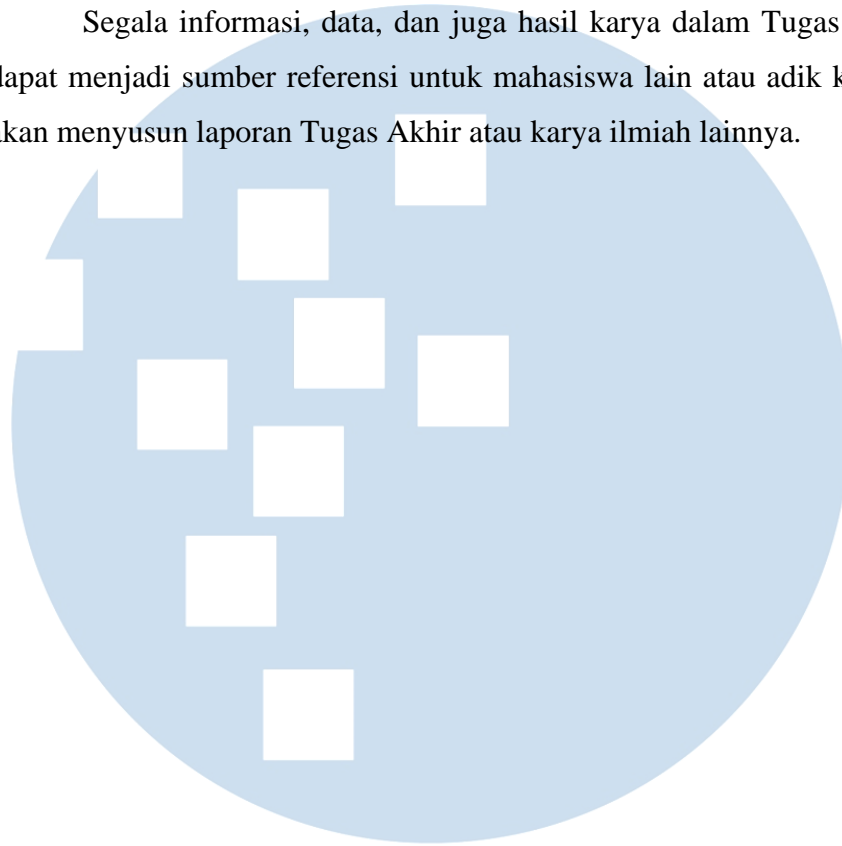 Segala informasi, data, dan juga hasil karya dalam Tugas
dapat menjadi sumber referensi untuk mahasiswa lain atau adik
akan menyusun laporan Tugas Akhir atau karya ilmiah lainnya.